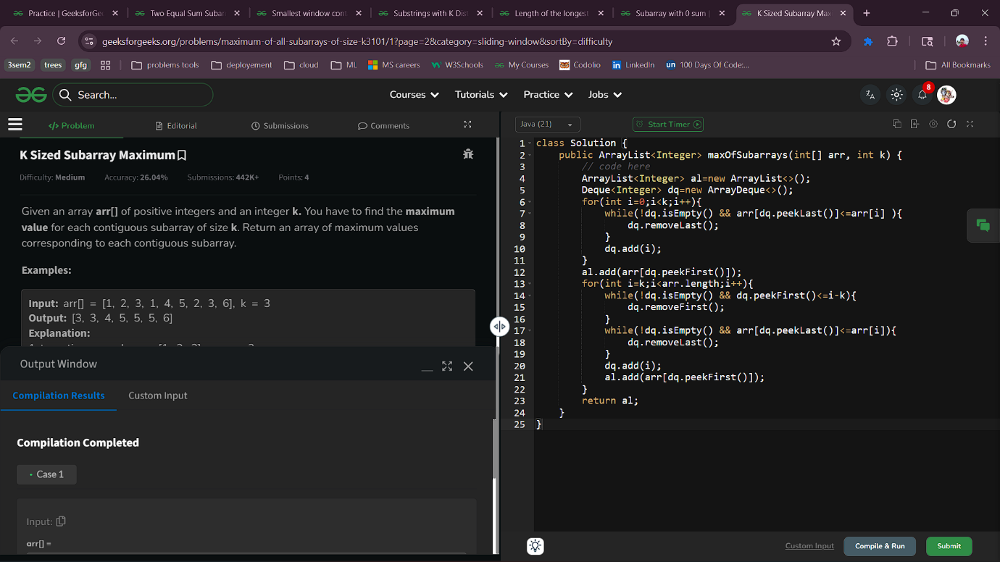 Practice | GeeksforGe
Two Equal Sum Subar
Smallest window cont
Substrings with K Dist
Length of the longest
Subarray with 0 sum |
K Sized Subarray Max
geeksforgeeks.org/problems/maximum-of-all-subarrays-of-size-k3101/1?page=2&category=sliding-window&sortBy=difficulty
3sem2 trees gfg problems tools deployement cloud ML MS careers W3Schools My Courses Codolio LinkedIn 100 Days Of Code:... All Bookmarks
Search... Courses Tutorials Practice Jobs 8
Problem Editorial Submissions Comments
Java (21) Start Timer
K Sized Subarray Maximum
Difficulty: Medium Accuracy: 26.04% Submissions: 442K+ Points: 4
Given an array arr[] of positive integers and an integer k. You have to find the maximum
value for each contiguous subarray of size k. Return an array of maximum values
corresponding to each contiguous subarray.
Examples:
Input: arr[] = [1, 2, 3, 1, 4, 5, 2, 3, 6], k = 3
Output: [3, 3, 4, 5, 5, 5, 6]
Explanation:
Output Window
Compilation Results Custom Input
Compilation Completed
Case 1
Input:
arr[] =
1 class Solution {
2 public ArrayList<Integer> maxOfSubarrays(int[] arr, int k) {
3 // code here
4 ArrayList<Integer> al=new ArrayList<>();
5 Deque<Integer> dq=new ArrayDeque<>();
6 for(int i=0;i<k;i++){
7 while(!dq.isEmpty() && arr[dq.peekLast()]<=arr[i] ){
8 dq.removeLast();
9 }
10 dq.add(i);
11 }
12 al.add(arr[dq.peekFirst()]);
13 for(int i=k;i<arr.length;i++){
14 while(!dq.isEmpty() && dq.peekFirst()<=i-k){
15 dq.removeFirst();
16 }
17 while(!dq.isEmpty() && arr[dq.peekLast()]<=arr[i]){
18 dq.removeLast();
19 }
20 dq.add(i);
21 al.add(arr[dq.peekFirst()]);
22 }
23 return al;
24 }
25 }
Custom Input Compile & Run Submit